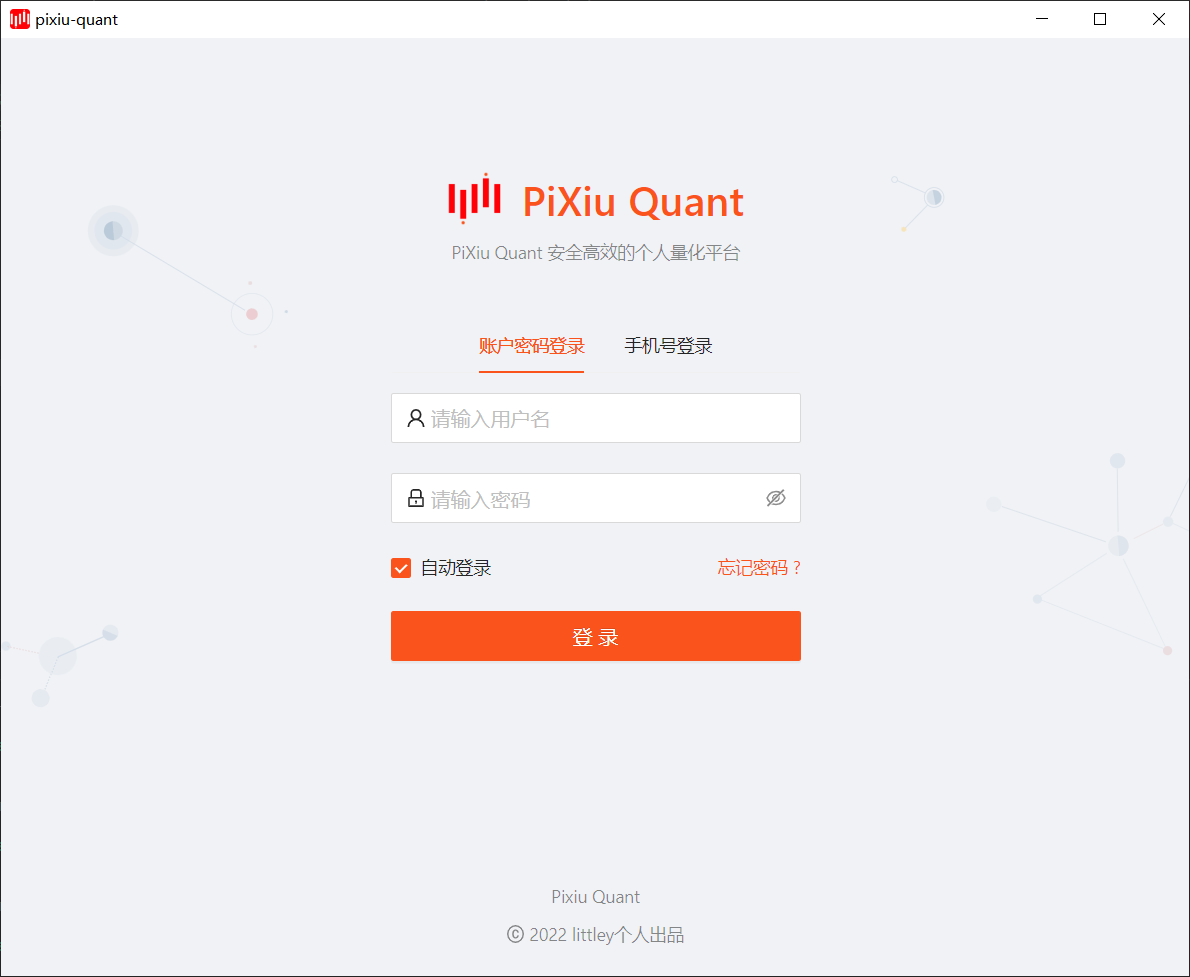 pixiu-quant
PiXiu Quant
PiXiu Quant 安全高效的个人量化平台
账户密码登录 手机号登录
请输入用户名
请输入密码
自动登录 忘记密码 ?
登 录
Pixiu Quant
© 2022 littley个人出品